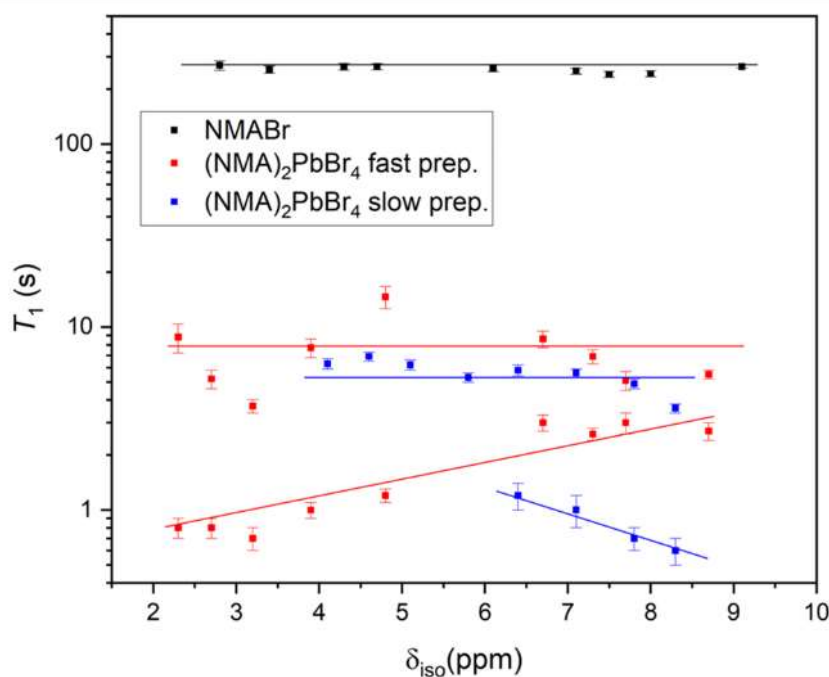 100
10
1
T₁ (s)
NMABr
(NMA)₂PbBr₄ fast prep.
(NMA)₂PbBr₄ slow prep.
2 3 4 5 6 7 8 9 10
δiso(ppm)